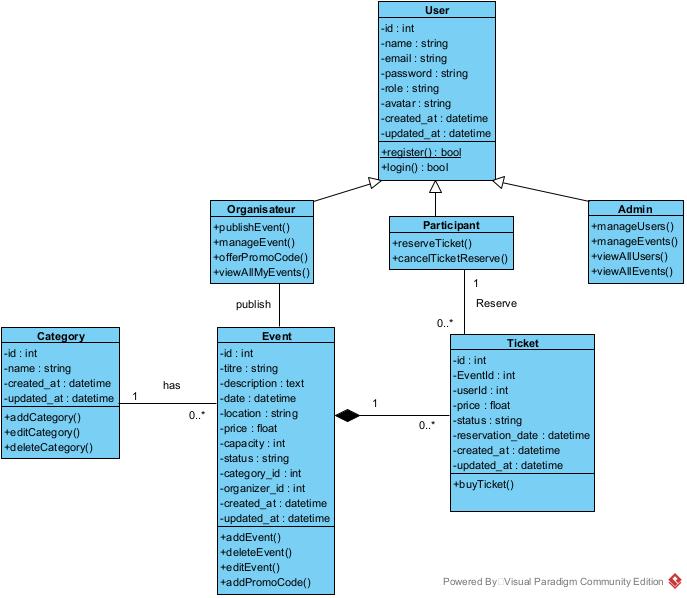 User
-id : int
-name : string
-email : string
-password : string
-role : string
-avatar : string
-created_at : datetime
-updated_at : datetime
+register() : bool
+login() : bool
Organisateur
+publishEvent()
+manageEvent()
+offerPromoCode()
+viewAllMyEvents()
Participant
+reserveTicket()
+cancelTicketReserve()
Admin
+manageUsers()
+manageEvents()
+viewAllUsers()
+viewAllEvents()
publish
1
Reserve
0..*
Category
-id : int
-name : string
-created_at : datetime
-updated_at : datetime
+addCategory()
+editCategory()
+deleteCategory()
has
1
0..*
Event
-id : int
-titre : string
-description : text
-date : datetime
-location : string
-price : float
-capacity : int
-status : string
-category_id : int
-organizer_id : int
-created_at : datetime
-updated_at : datetime
+addEvent()
+deleteEvent()
+editEvent()
+addPromoCode()
1
0..*
Ticket
-id : int
-EventId : int
-userId : int
-price : float
-status : string
-reservation_date : datetime
-created_at : datetime
-updated_at : datetime
+buyTicket()
Powered By Visual Paradigm Community Edition